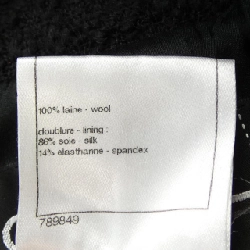 100% laine - wool
doublure - lining :
86% soie - silk
14% elasthanne - spandex
789849